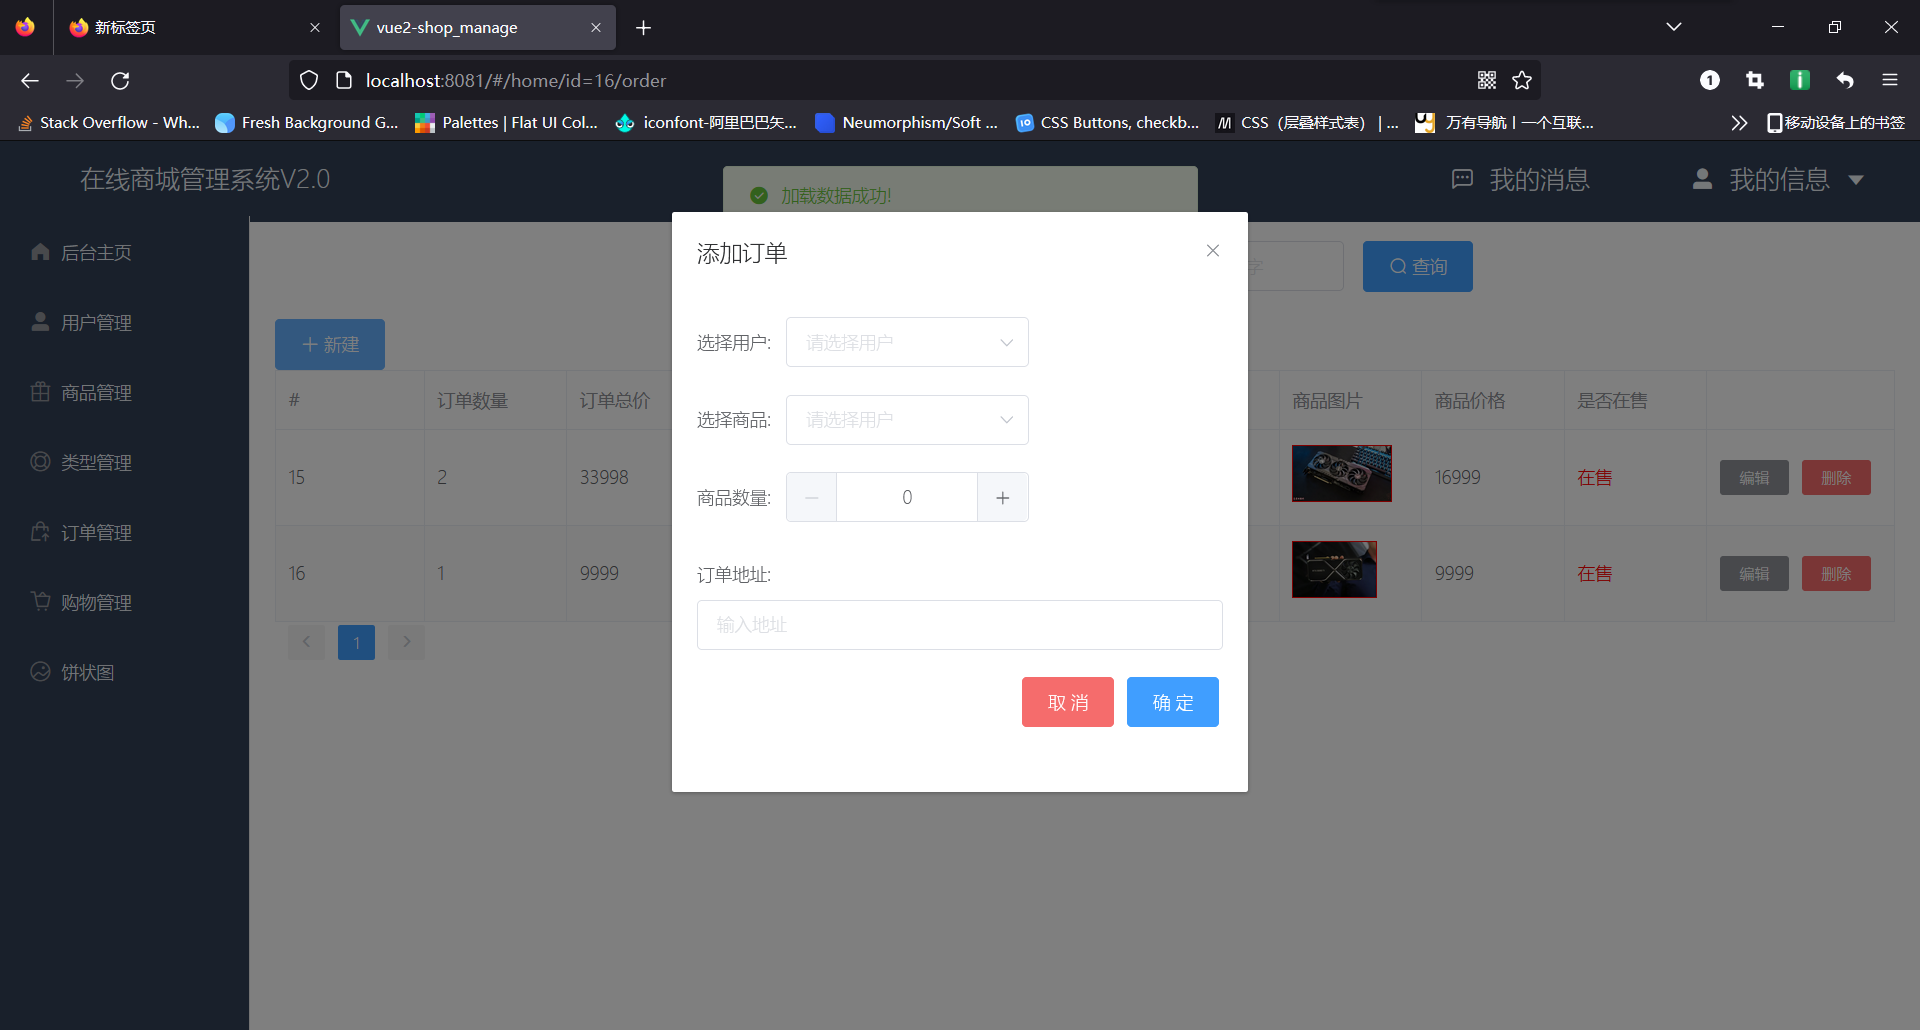 新标签页
vue2-shop_manage
localhost:8081/#/home/id=16/order
1
Stack Overflow - Wh...
Fresh Background G...
Palettes | Flat UI Col...
iconfont-阿里巴巴矢...
Neumorphism/Soft ...
CSS Buttons, checkb...
CSS（层叠样式表） | ...
万有导航丨一个互联...
移动设备上的书签
在线商城管理系统V2.0
加载数据成功!
我的消息
我的信息
后台主页
用户管理
商品管理
类型管理
订单管理
购物管理
饼状图
字
查询
新建
# 订单数量 订单总价 商品图片 商品价格 是否在售
15 2 33998 16999 在售 编辑 删除
16 1 9999 9999 在售 编辑 删除
1
添加订单
选择用户: 请选择用户
选择商品: 请选择用户
商品数量: 0
订单地址:
输入地址
取 消 确 定